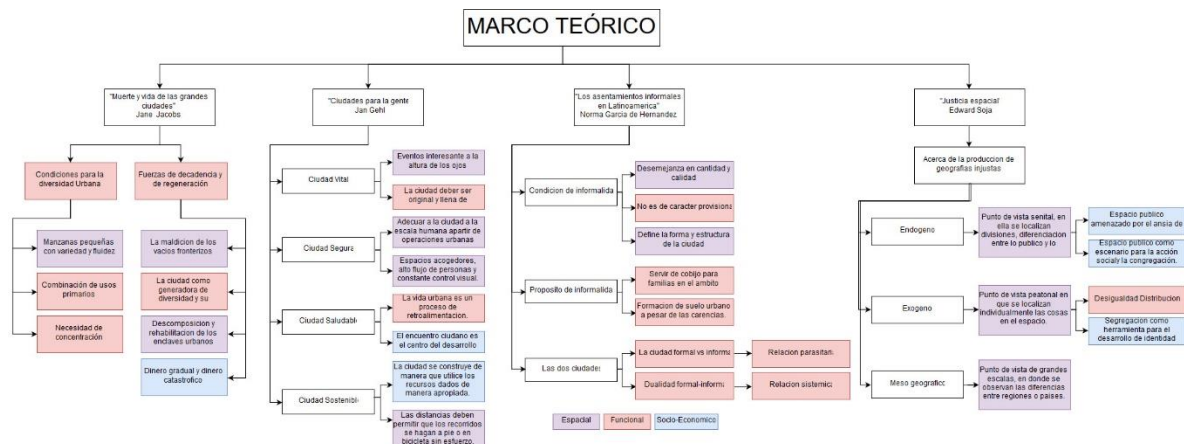 MARCO TEÓRICO
"Muerte y vida de las grandes
ciudades"
Jane Jacobs
Condiciones para la
diversidad Urbana
Fuerzas de decadencia y
de regeneración
Manzanas pequeñas
con variedad y fluidez
Combinación de usos
primarios
Necesidad de
concentración
La maldicion de los
vacios fronterizos
La ciudad como
generadora de
diversidad y su
Descomposicion y
rehabilitacion de los
enclaves urbanos
Dinero gradual y dinero
catastrofico
"Ciudades para la gente"
Jan Gehl
Ciudad Vital
Eventos interesante a la
altura de los ojos
La ciudad deber ser
original y llena de
Ciudad Segura
Adecuar a la ciudad a la
escala humana apartir de
operaciones urbanas
Espacios acogedores,
alto flujo de personas y
constante control visual.
Ciudad Saludable
La vida urbana es un
proceso de
retroalimentacion.
El encuentro ciudano es
el centro del desarrollo
Ciudad Sostenible
La ciudad se construye de
manera que utilice los
recursos dados de
manera apropiada.
Las distancias deben
permitir que los recorridos
se hagan a pie o en
bicicleta sin esfuerzo.
"Los asentamientos informales
en Latinoamerica"
Norma Garcia de Hernandez
Condicion de informalida
Desemejanza en cantidad y
calidad
No es de caracter provisiona
Define la forma y estructura
de la ciudad
Proposito de informalida
Servir de cobijo para
familias en el ambito
Formacion de suelo urbano
a pesar de las carencias.
Las dos ciudades
La ciudad formal vs informa
Relacion parasitari
Dualidad formal-informa
Relacion sistemica
"Justicia espacial"
Edward Soja
Acerca de la produccion de
geografias injustas
Endogeno
Punto de vista senital, en
ella se localizan
divisiones, diferenciacion
entre lo publico y lo
Espacio publico
amenazado por el ansia de
Espacio publico como
escenario para la acción
socialy la congregación.
Exogeno
Punto de vista peatonal en
que se localizan
individualmente las cosas
en el espacio.
Desigualdad Distribucion
Segregacion como
herramienta para el
desarrollo de identidad
Meso geografico
Punto de vista de grandes
escalas, en donde se
observan las diferencias
entre regiones o paises.
Espacial
Funcional
Socio-Economico